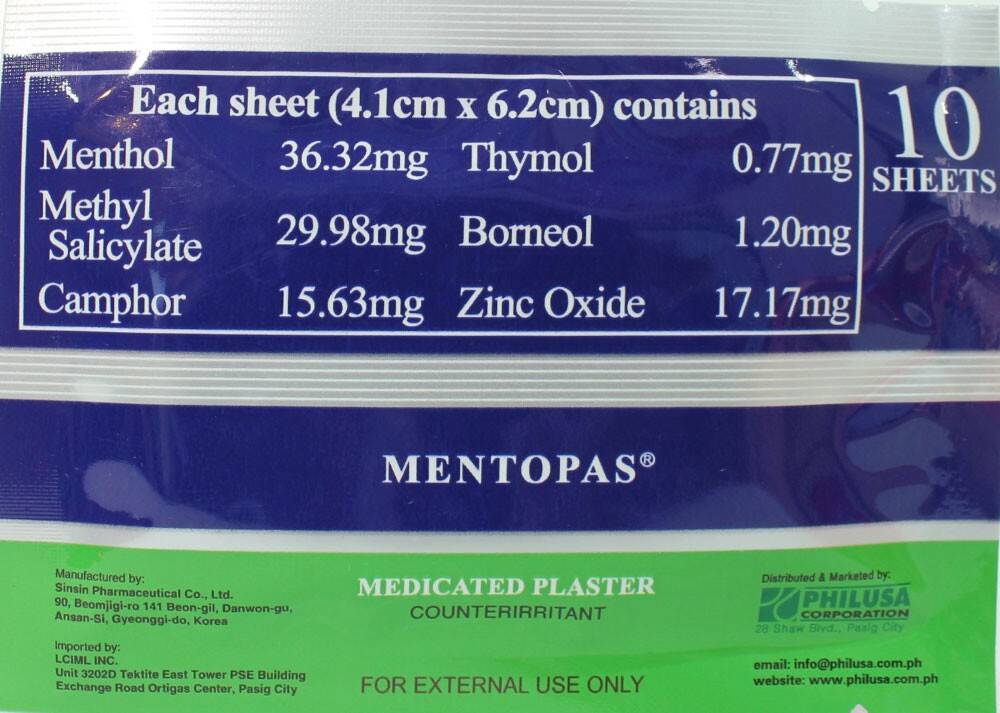 Each sheet (4.1cm x 6.2cm) contains
Menthol 36.32mg Thymol 0.77mg
Methyl
Salicylate 29.98mg Borneol 1.20mg
Camphor 15.63mg Zinc Oxide 17.17mg
10
SHEETS
MENTOPAS®
Manufactured by:
Sinsin Pharmaceutical Co., Ltd.
90, Beomjigi-ro 141 Beon-gil, Danwon-gu,
Ansan-Si, Gyeonggi-do, Korea
Imported by:
LCIML INC.
Unit 3202D Tektite East Tower PSE Building
Exchange Road Ortigas Center, Pasig City
MEDICATED PLASTER
COUNTERIRRITANT
FOR EXTERNAL USE ONLY
Distributed & Marketed by:
PHILUSA
CORPORATION
28 Shaw Blvd., Pasig City
email: info@philusa.com.ph
website: www.philusa.com.ph